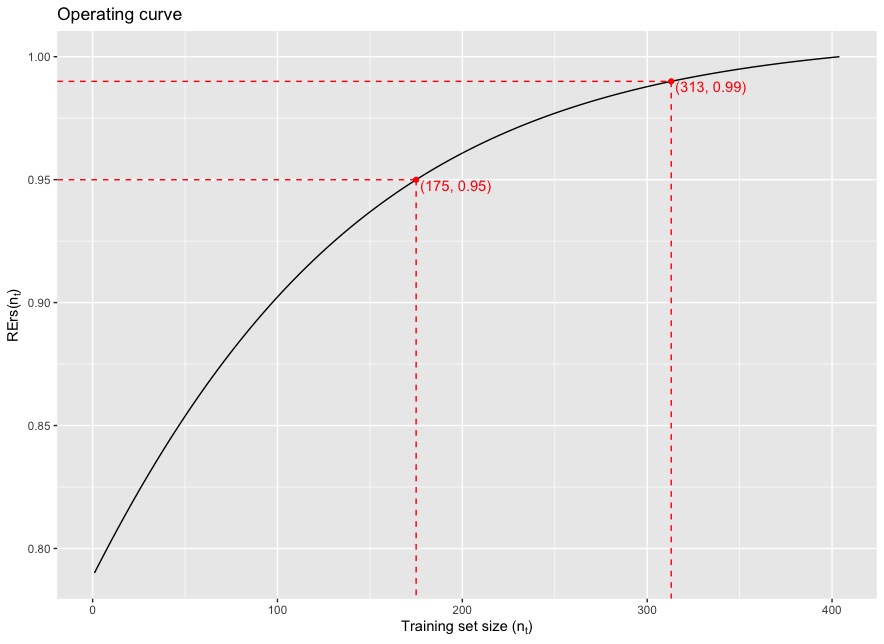 Operating curve
RErs(nₜ)
1.00
0.95
0.90
0.85
0.80
(313, 0.99)
(175, 0.95)
0 100 200 300 400
Training set size (nₜ)